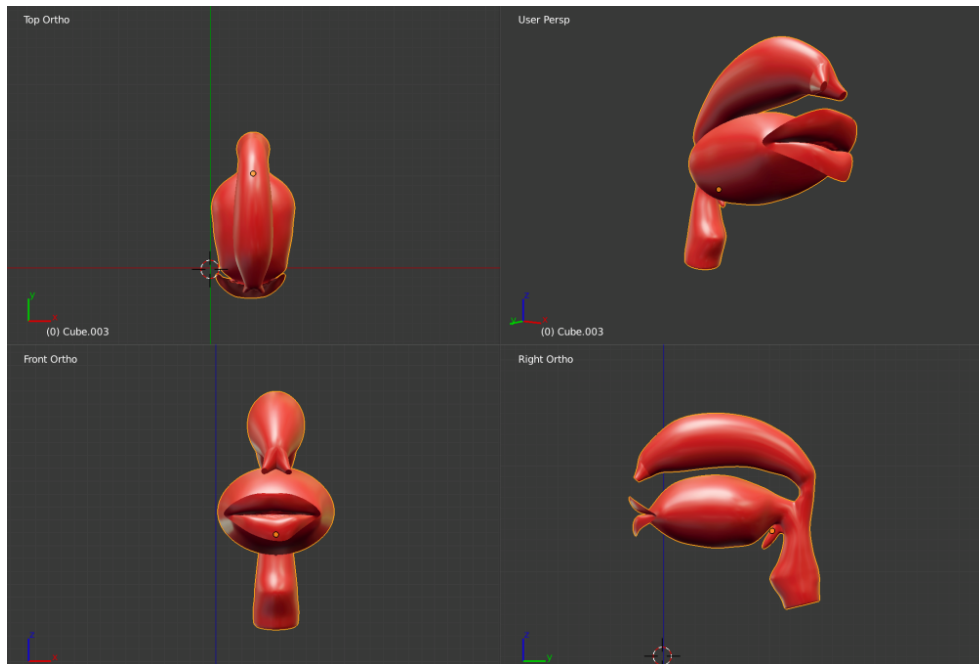 Top Ortho
User Persp
y
x
(0) Cube.003
z
y
x
(0) Cube.003
Front Ortho
Right Ortho
z
x
z
y